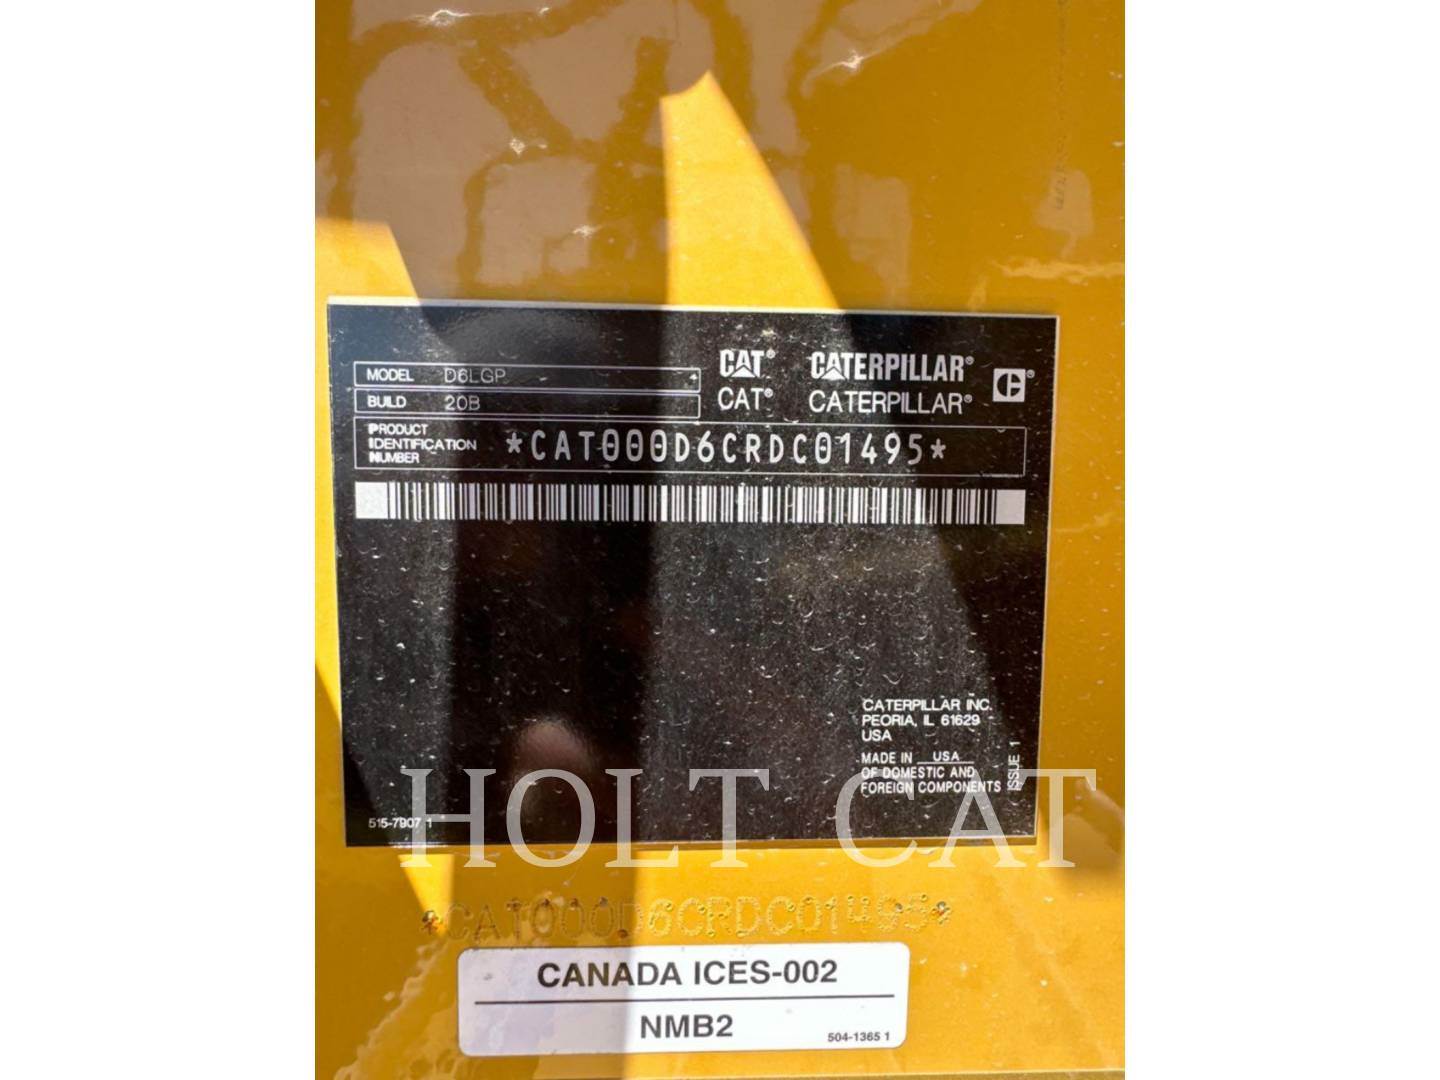 CAT® CATERPILLAR®
CAT® CATERPILLAR®
MODEL D6LGP
BUILD 20B
PRODUCT
IDENTIFICATION
NUMBER
*CAT000D6CRDC01495*
CATERPILLAR INC.
PEORIA, IL 61629
USA
MADE IN USA
OF DOMESTIC AND
FOREIGN COMPONENTS
ISSUE 1
515-7907 1
HOLT CAT
*CAT000D6CRDC01495*
CANADA ICES-002
NMB2
504-1365 1